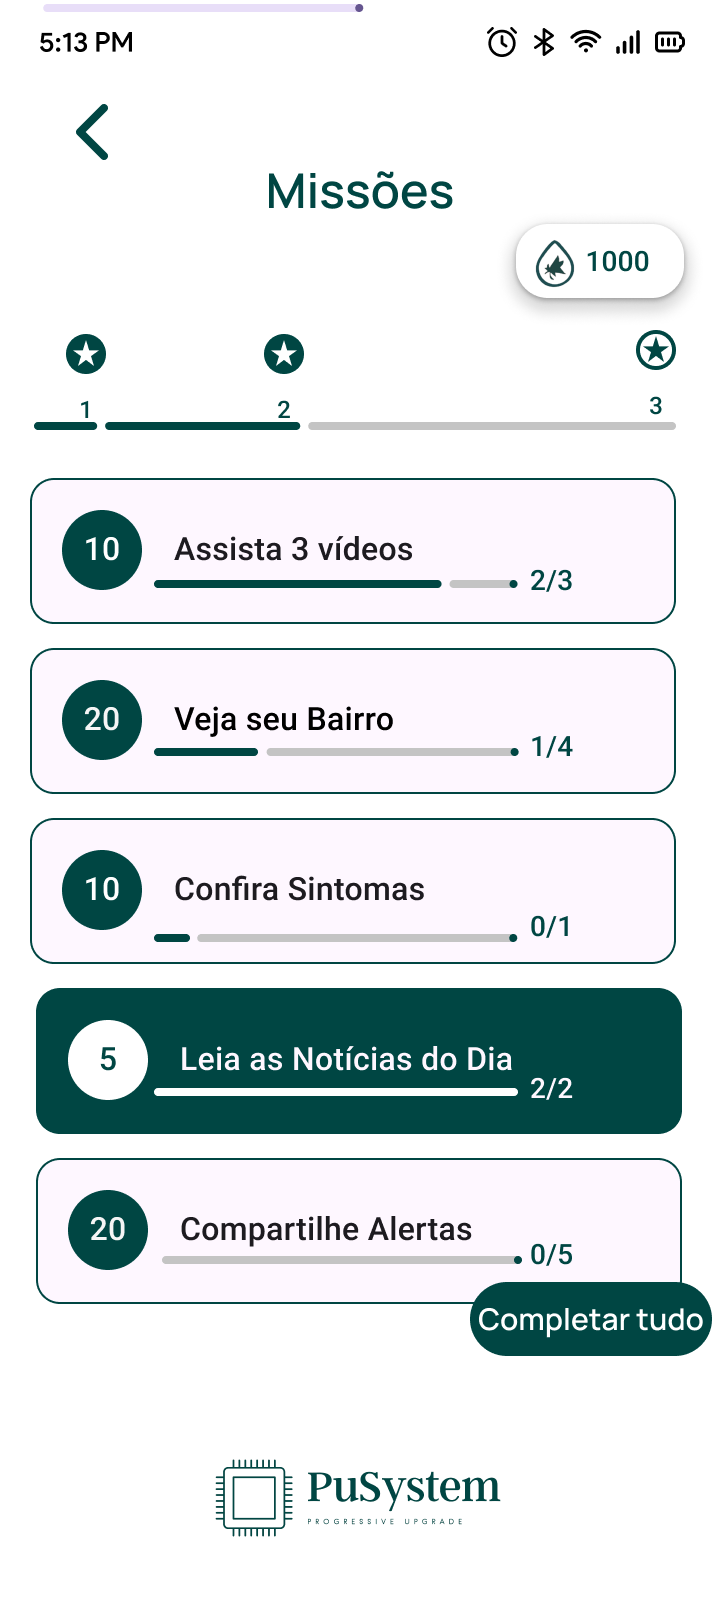 5:13 PM
Missões
1000
1
2
3
10
Assista 3 vídeos
2/3
20
Veja seu Bairro
1/4
10
Confira Sintomas
0/1
5
Leia as Notícias do Dia
2/2
20
Compartilhe Alertas
0/5
Completar tudo
PuSystem
PROGRESSIVE UPGRADE